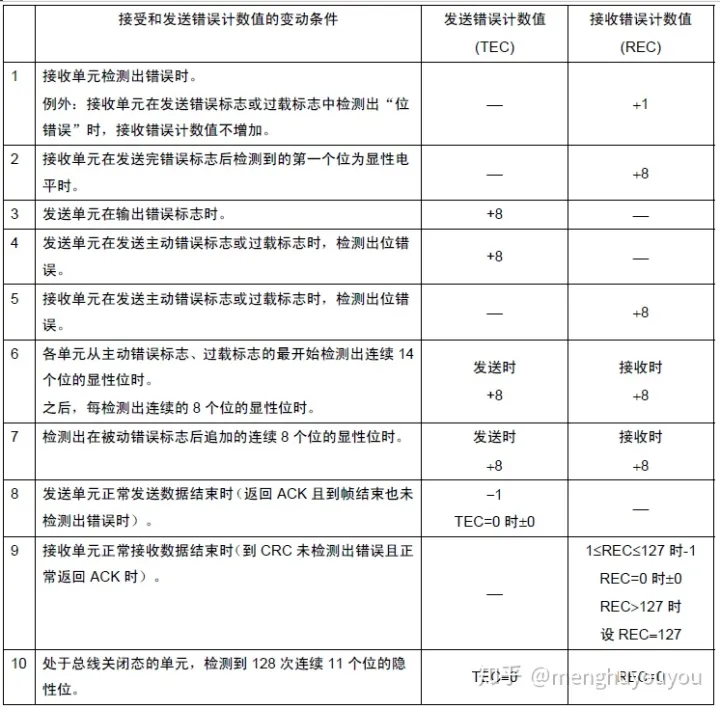 接受和发送错误计数值的变动条件
发送错误计数值
(TEC)
接收错误计数值
(REC)
1
接收单元检测出错误时。
例外：接收单元在发送错误标志或过载标志中检测出“位
错误”时，接收错误计数值不增加。
—
+1
2
接收单元在发送完错误标志后检测到的第一个位为显性电
平时。
—
+8
3
发送单元在输出错误标志时。
+8
—
4
发送单元在发送主动错误标志或过载标志时，检测出位错
误。
+8
—
5
接收单元在发送主动错误标志或过载标志时，检测出位错
误。
—
+8
6
各单元从主动错误标志、过载标志的最开始检测出连续 14
个位的显性位时。
之后，每检测出连续的 8 个位的显性位时。
发送时
+8
接收时
+8
7
检测出在被动错误标志后追加的连续 8 个位的显性位时。
发送时
+8
接收时
+8
8
发送单元正常发送数据结束时（返回 ACK 且到帧结束也未
检测出错误时）。
–1
TEC=0 时±0
—
9
接收单元正常接收数据结束时（到 CRC 未检测出错误且正
常返回 ACK 时）。
—
1≤REC≤127 时-1
REC=0 时±0
REC>127 时
设 REC=127
10
处于总线关闭态的单元，检测到 128 次连续 11 个位的隐
性位。
TEC=0
REC=0
知乎 @menghuyouyou